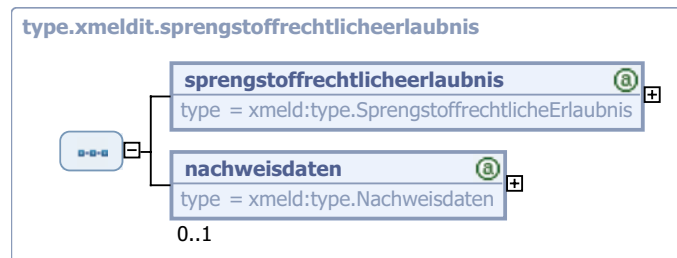 type.xmeldit.sprengstoffrechtlicheerlaubnis
sprengstoffrechtlicheerlaubnis
type = xmeld:type.SprengstoffrechtlicheErlaubnis
nachweisdaten
type = xmeld:type.Nachweisdaten
0..1